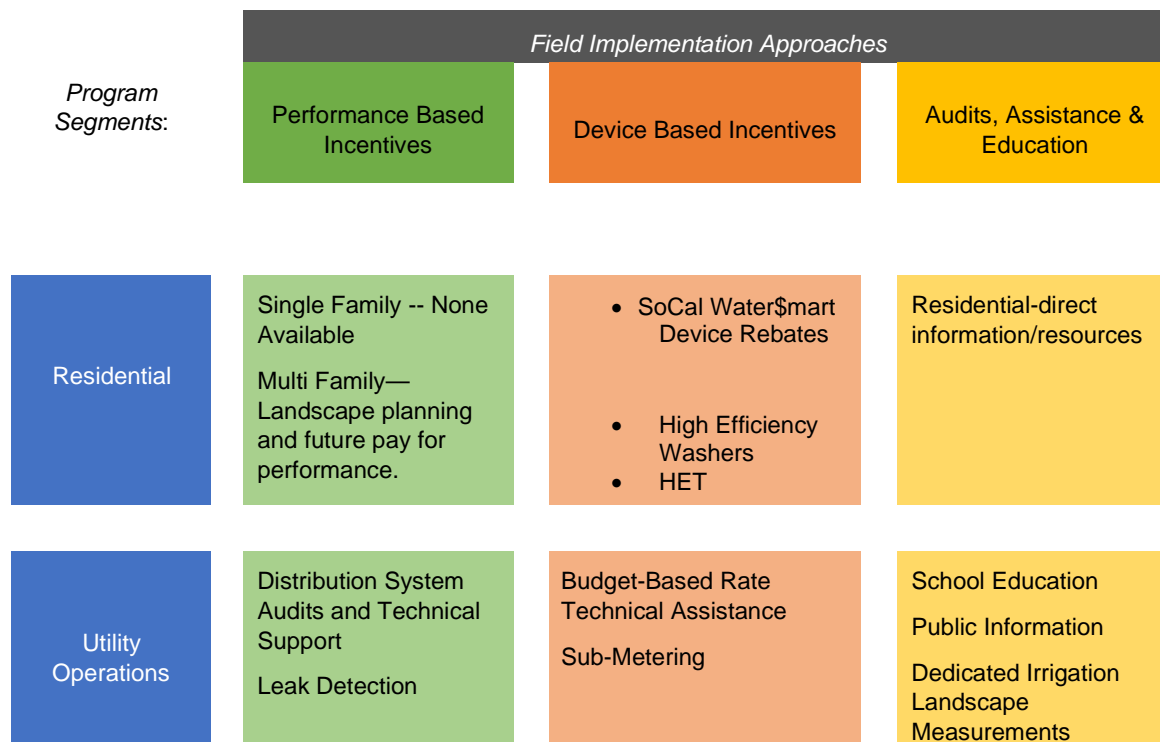 Field Implementation Approaches
Program
Segments:
Performance Based
Incentives
Device Based Incentives
Audits, Assistance &
Education
Residential
Single Family -- None
Available
Multi Family—
Landscape planning
and future pay for
performance.
• SoCal Water$mart
Device Rebates
• High Efficiency
Washers
• HET
Residential-direct
information/resources
Utility
Operations
Distribution System
Audits and Technical
Support
Leak Detection
Budget-Based Rate
Technical Assistance
Sub-Metering
School Education
Public Information
Dedicated Irrigation
Landscape
Measurements